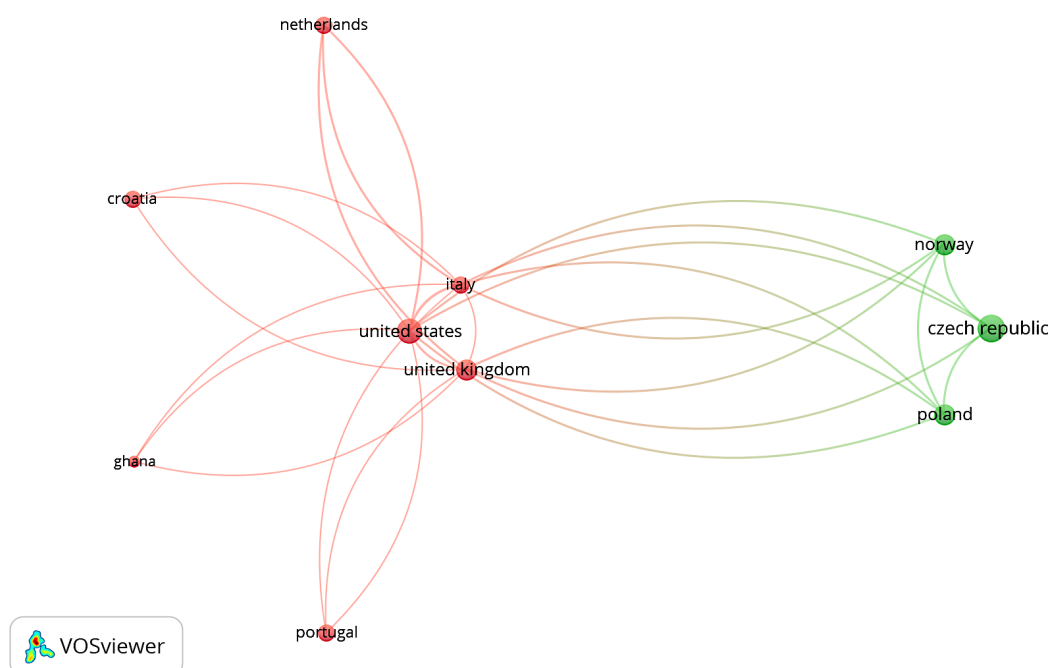 netherlands
croatia
norway
italy
czech republic
united states
united kingdom
poland
ghana
portugal
VOSviewer